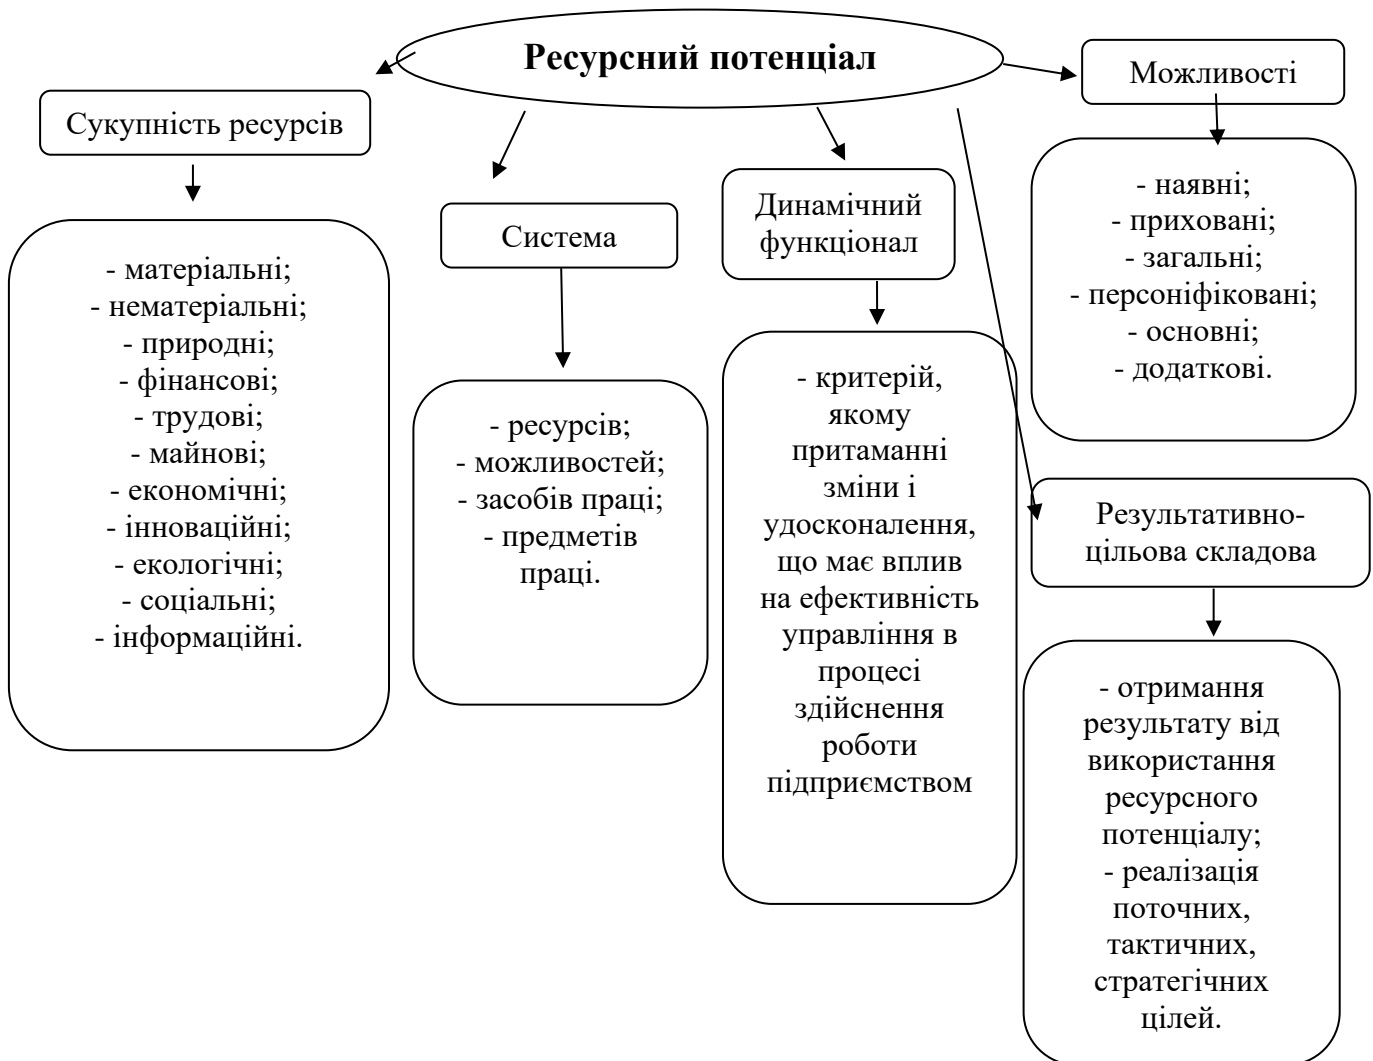 Ресурсний потенціал
Сукупність ресурсів
- матеріальні;
- нематеріальні;
- природні;
- фінансові;
- трудові;
- майнові;
- економічні;
- інноваційні;
- екологічні;
- соціальні;
- інформаційні.
Система
- ресурсів;
- можливостей;
- засобів праці;
- предметів
праці.
Динамічний
функціонал
- критерій,
якому
притаманні
зміни і
удосконалення,
що має вплив
на ефективність
управління в
процесі
здійснення
роботи
підприємством
Можливості
- наявні;
- приховані;
- загальні;
- персоніфіковані;
- основні;
- додаткові.
Результативно-
цільова складова
- отримання
результату від
використання
ресурсного
потенціалу;
- реалізація
поточних,
тактичних,
стратегічних
цілей.